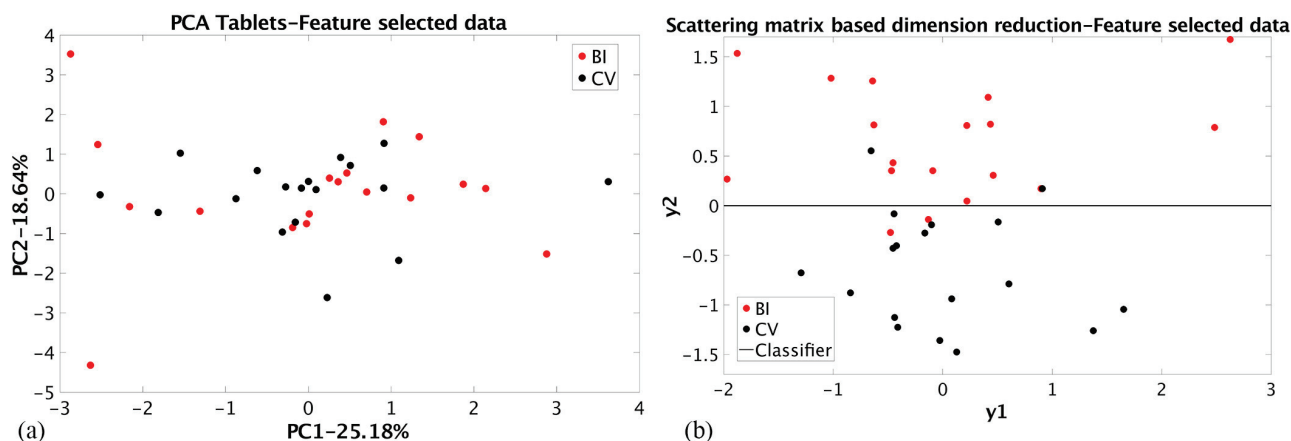 PCA Tablets-Feature selected data
4
3
2
1
0
-1
-2
-3
-4
-5
PC2-18.64%
BI
CV
-3
-2
-1
0
1
2
3
4
PC1-25.18%
(a)
Scattering matrix based dimension reduction-Feature selected data
1.5
1
0.5
0
-0.5
-1
-1.5
y2
BI
CV
Classifier
-2
-1
0
1
2
3
y1
(b)